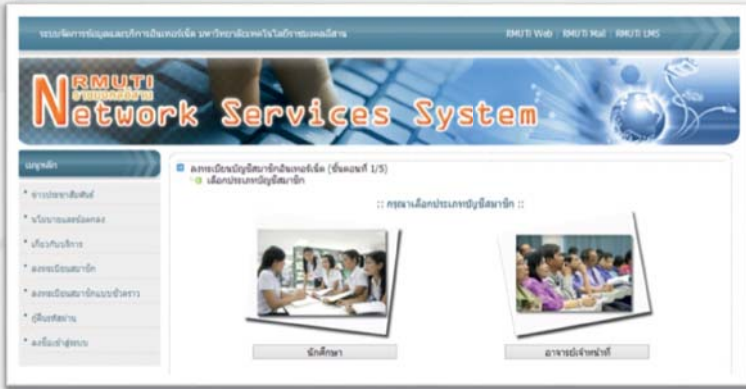 ระบบจัดการข้อมูลและบริการอินเทอร์เน็ต มหาวิทยาลัยเทคโนโลยีราชมงคลอีสาน
RMUTI Web | RMUTI Mail | RMUTI LMS
RMUTI
ราชมงคลอีสาน
Network Services System
เมนูหลัก
ข่าวประชาสัมพันธ์
นโยบายและข้อตกลง
เกี่ยวกับบริการ
ลงทะเบียนสมาชิก
ลงทะเบียนสมาชิกแบบชั่วคราว
กู้คืนรหัสผ่าน
ลงชื่อเข้าสู่ระบบ
ลงทะเบียนบัญชีสมาชิกอินเทอร์เน็ต (ขั้นตอนที่ 1/5)
เลือกประเภทบัญชีสมาชิก
:: กรุณาเลือกประเภทบัญชีสมาชิก ::
นักศึกษา
อาจารย์เจ้าหน้าที่